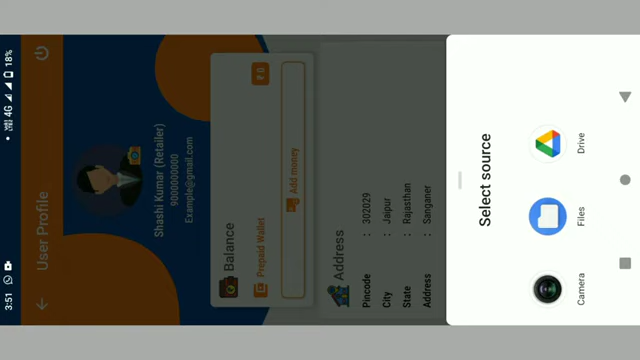 3:51 4G 18%
User Profile
Shashi Kumar (Retailer)
9000000000
Example@gmail.com
Balance
Prepaid Wallet ₹ 0
Add money
Address
Pincode : 302029
City : Jaipur
State : Rajasthan
Address : Sanganer
Select source
Camera Files Drive